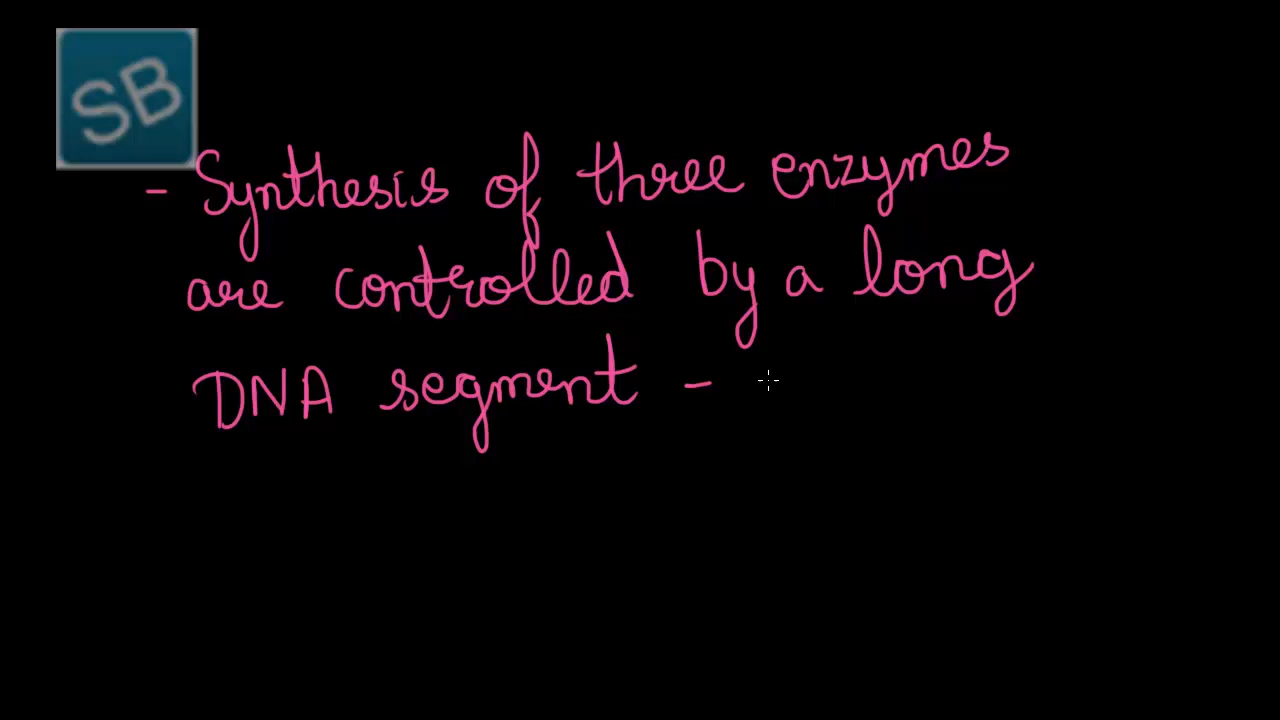 SB
- Synthesis of three enzymes
are controlled by a long
DNA segment -